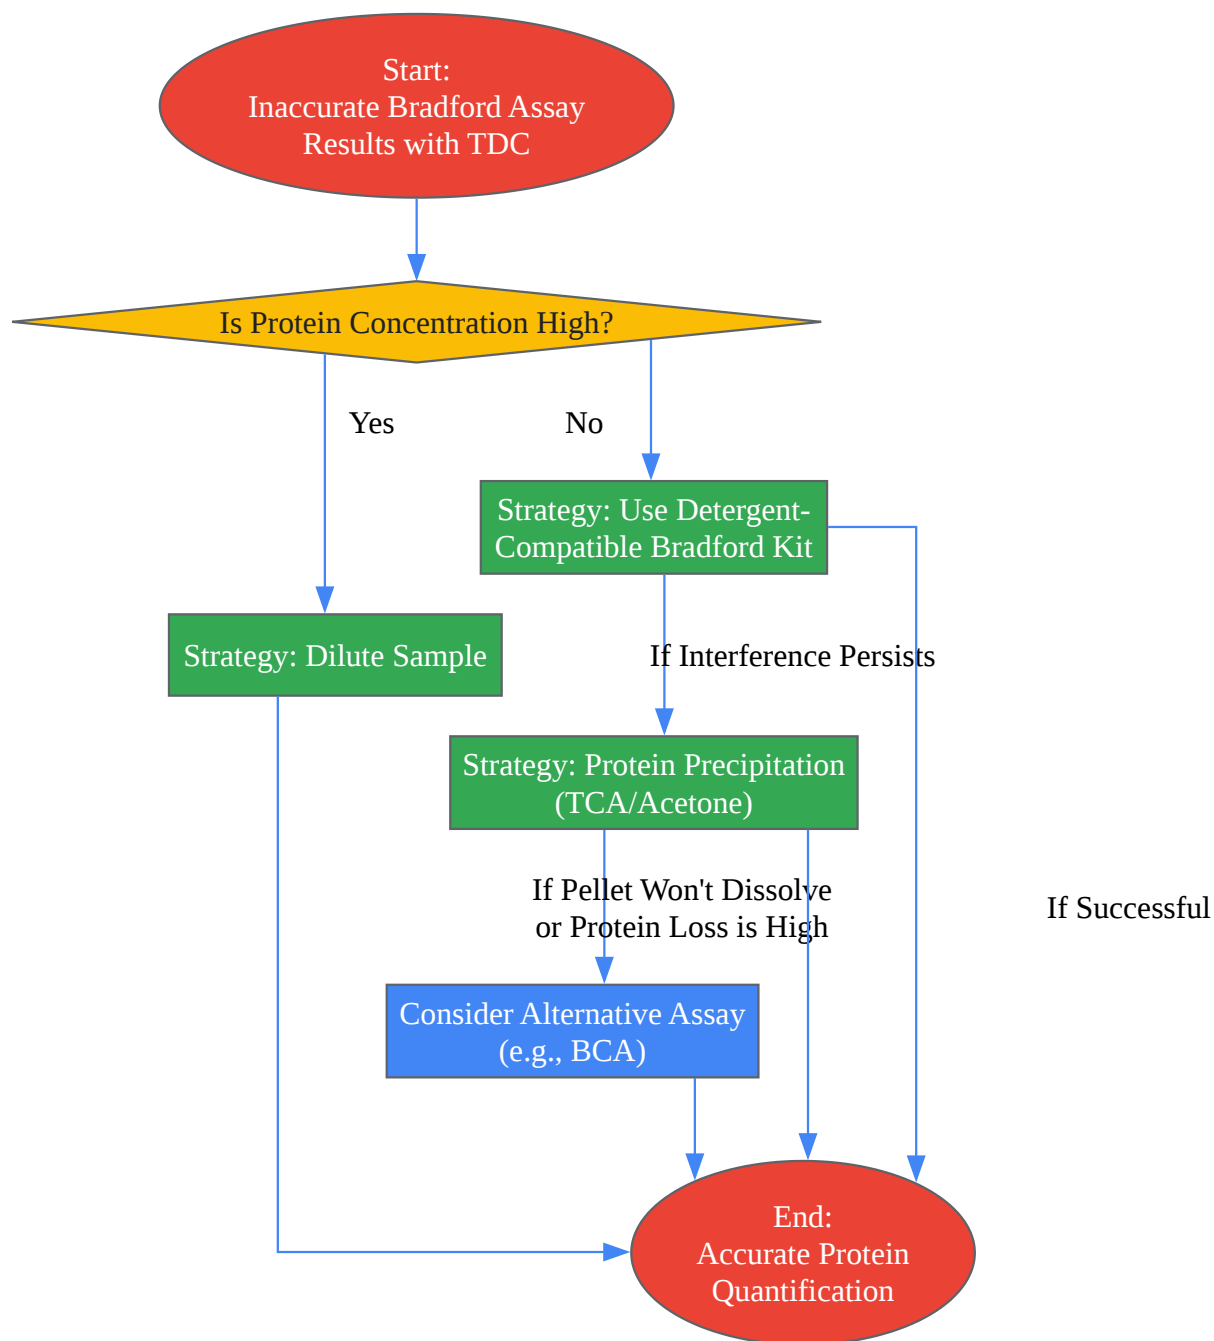 Start:
Inaccurate Bradford Assay
Results with TDC
Is Protein Concentration High?
Yes
No
Strategy: Use Detergent-
Compatible Bradford Kit
Strategy: Dilute Sample
If Interference Persists
Strategy: Protein Precipitation
(TCA/Acetone)
If Pellet Won't Dissolve
or Protein Loss is High
If Successful
Consider Alternative Assay
(e.g., BCA)
End:
Accurate Protein
Quantification